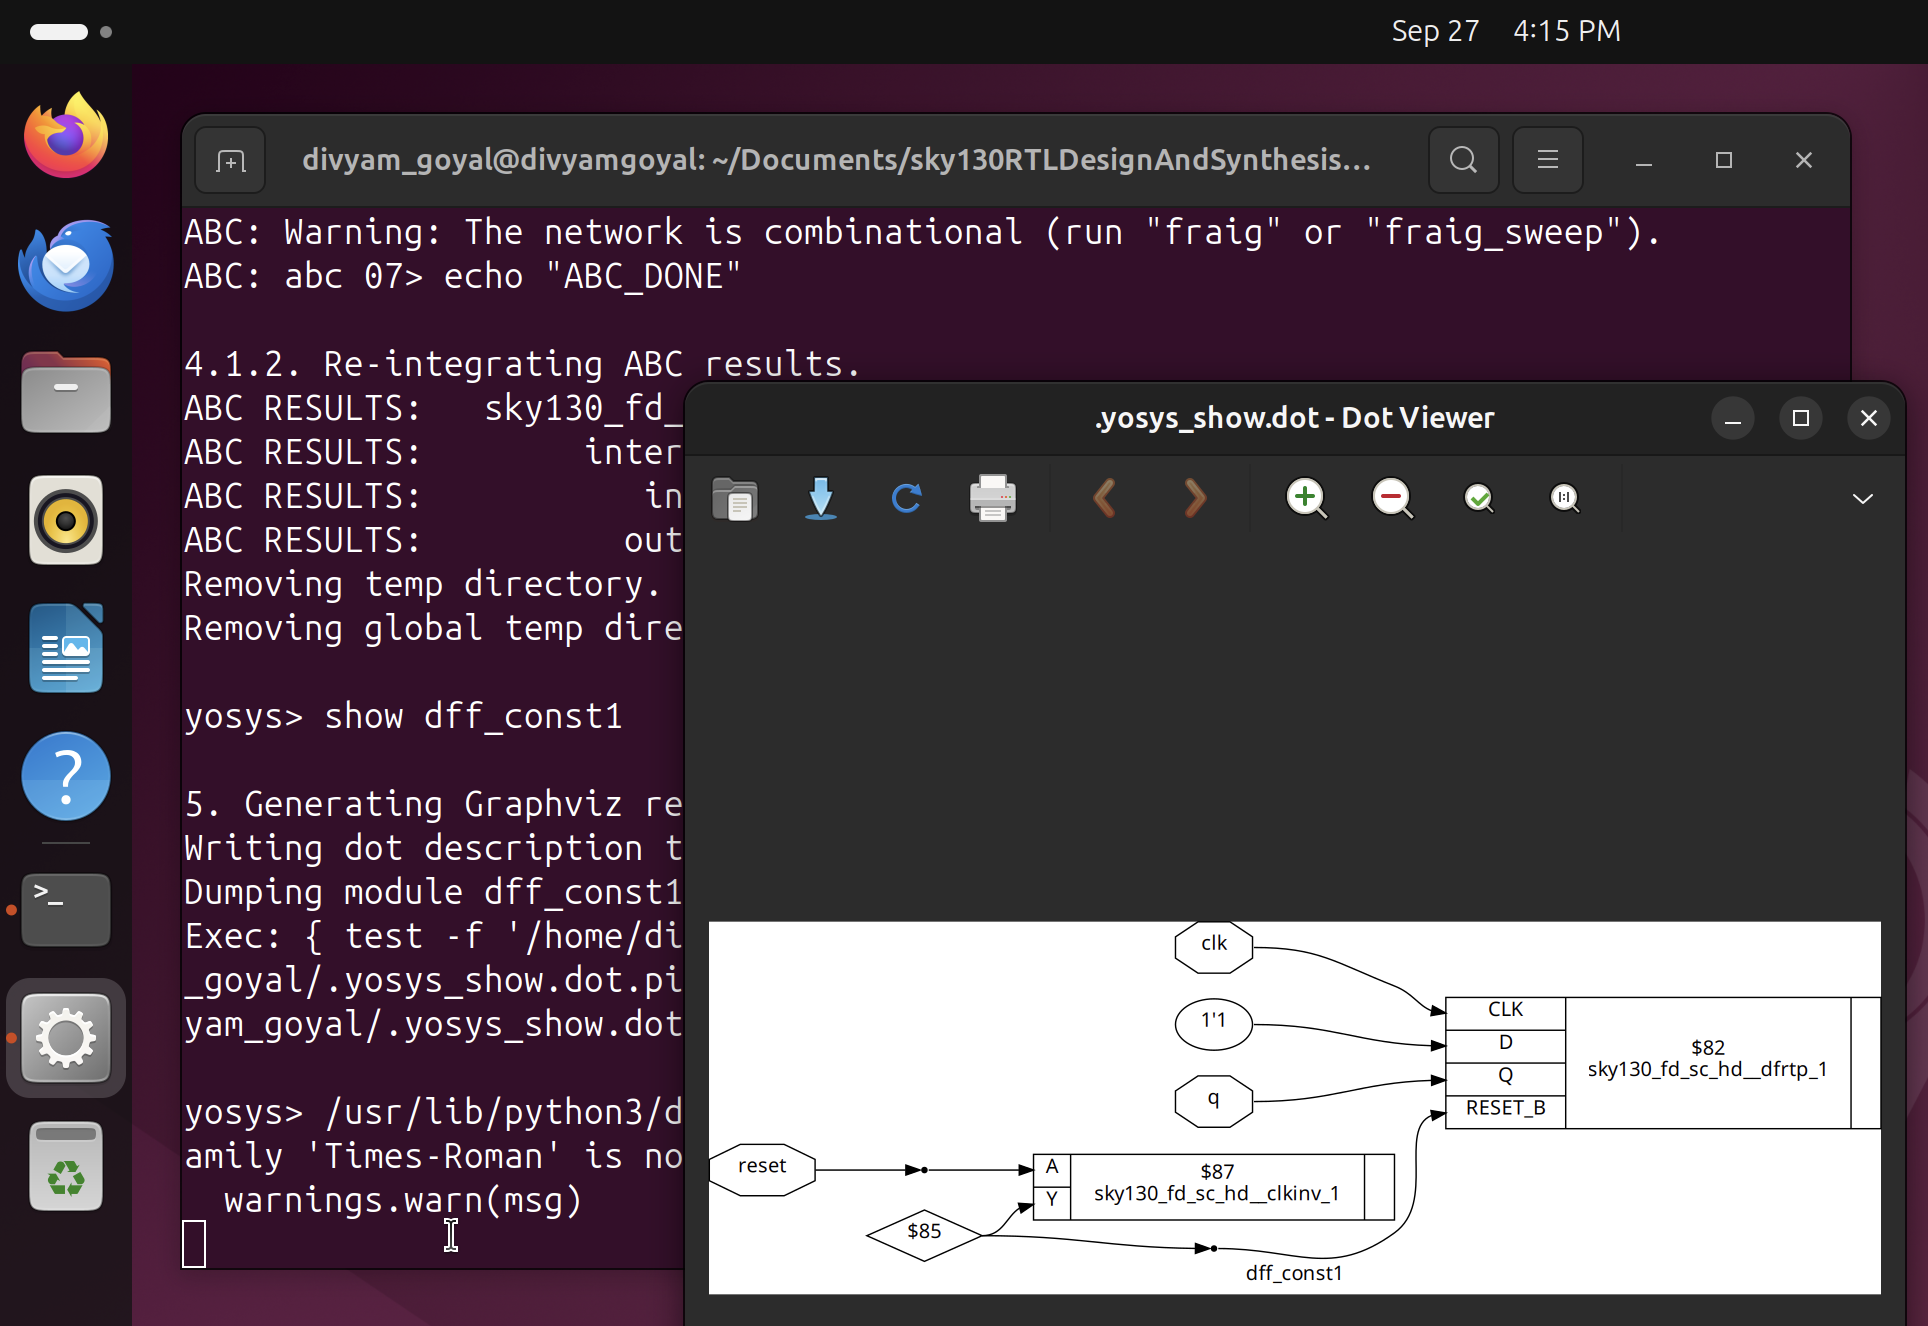 Sep 27 4:15 PM
divyam_goyal@divyamgoyal: ~/Documents/sky130RTLDesignAndSynthesis...
ABC: Warning: The network is combinational (run "fraig" or "fraig_sweep").
ABC: abc 07> echo "ABC_DONE"
4.1.2. Re-integrating ABC results.
ABC RESULTS:   sky130_fd_
ABC RESULTS:        inter
ABC RESULTS:           in
ABC RESULTS:          out
Removing temp directory.
Removing global temp dire
yosys> show dff_const1
5. Generating Graphviz re
Writing dot description t
Dumping module dff_const1
Exec: { test -f '/home/di
_goyal/.yosys_show.dot.pi
yam_goyal/.yosys_show.dot
yosys> /usr/lib/python3/d
amily 'Times-Roman' is no
  warnings.warn(msg)
.yosys_show.dot - Dot Viewer
clk
1'1
q
CLK
D
Q
RESET_B
$82
sky130_fd_sc_hd__dfrtp_1
reset
A
Y
$87
sky130_fd_sc_hd__clkinv_1
$85
dff_const1